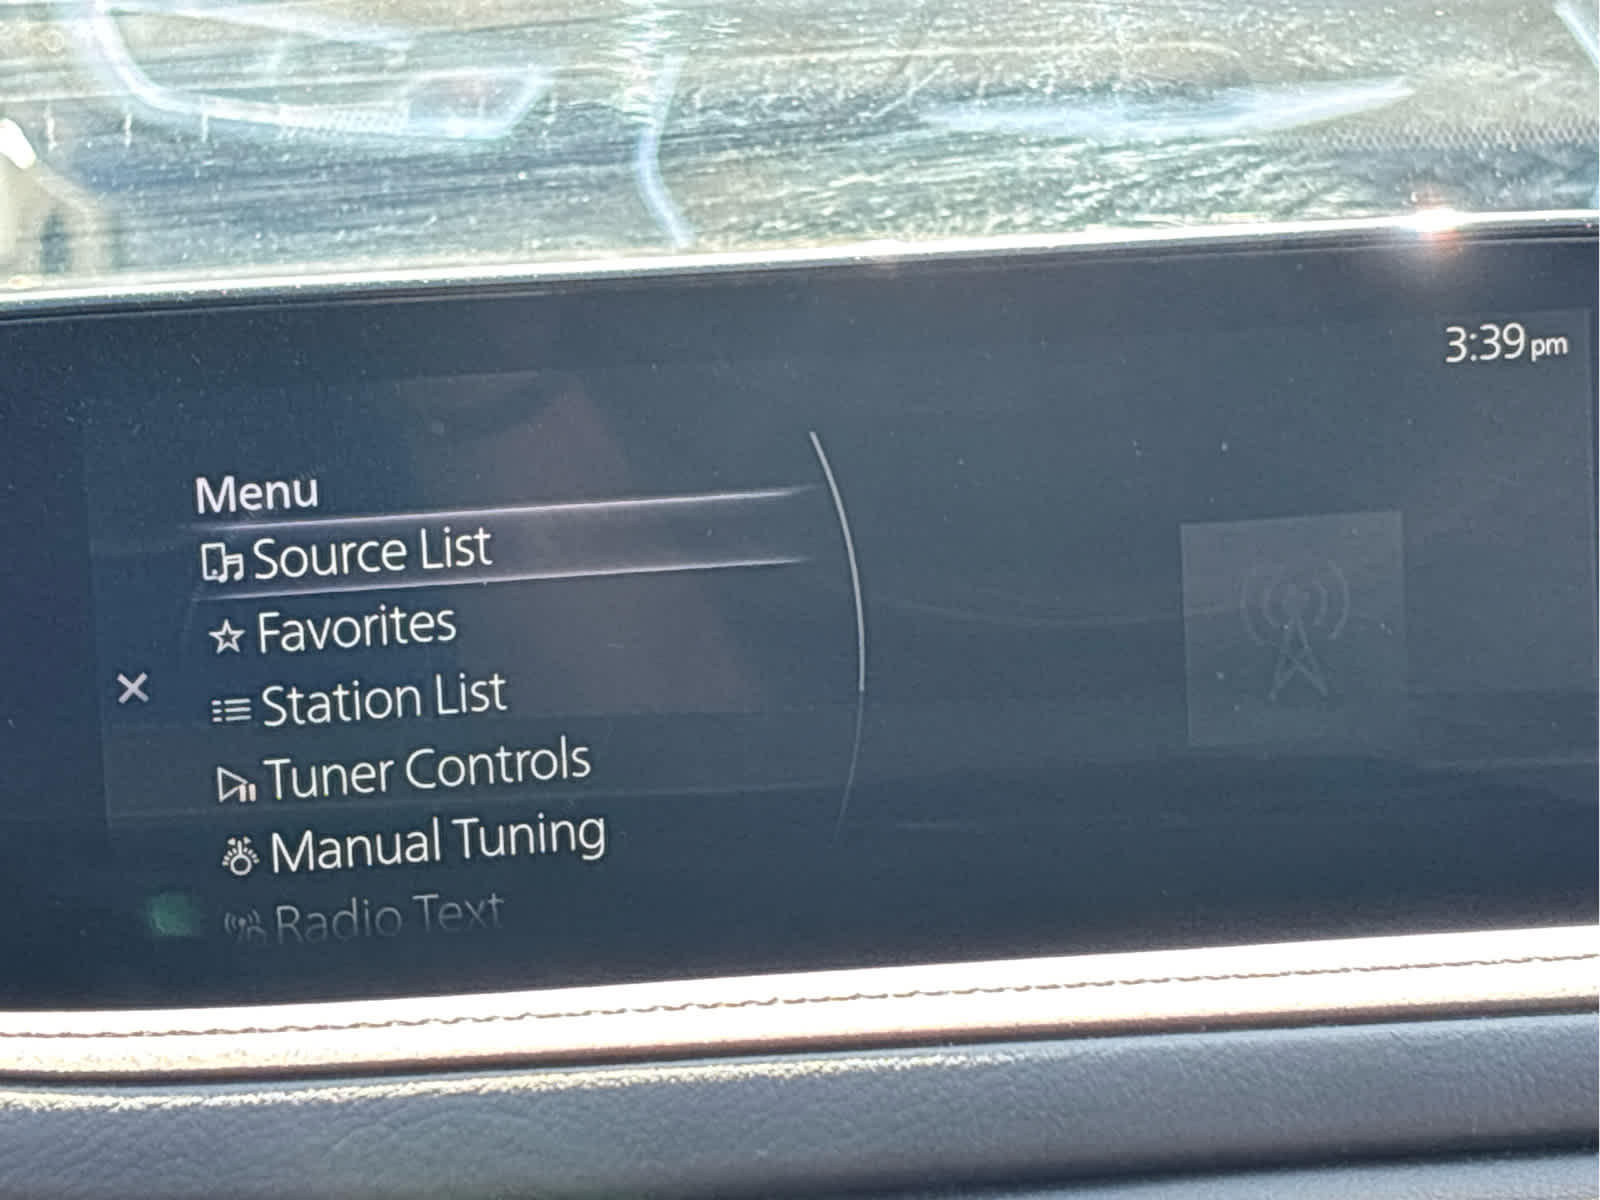 3:39pm
Menu
Source List
Favorites
Station List
Tuner Controls
Manual Tuning
Radio Text